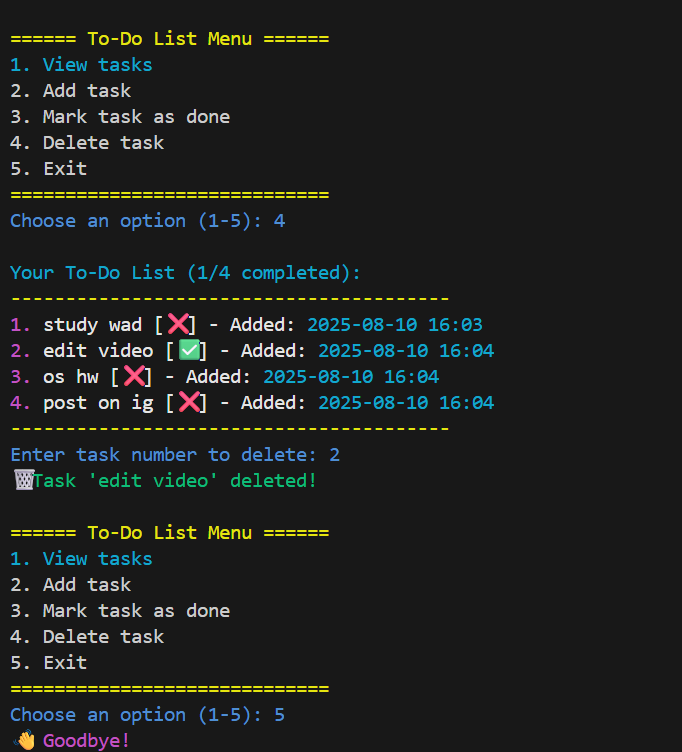 ====== To-Do List Menu ======
1. View tasks
2. Add task
3. Mark task as done
4. Delete task
5. Exit
=============================
Choose an option (1-5): 4

Your To-Do List (1/4 completed):
----------------------------------------
1. study wad [❌] - Added: 2025-08-10 16:03
2. edit video [✅] - Added: 2025-08-10 16:04
3. os hw [❌] - Added: 2025-08-10 16:04
4. post on ig [❌] - Added: 2025-08-10 16:04
----------------------------------------
Enter task number to delete: 2
🗑️Task 'edit video' deleted!

====== To-Do List Menu ======
1. View tasks
2. Add task
3. Mark task as done
4. Delete task
5. Exit
=============================
Choose an option (1-5): 5
👋 Goodbye!